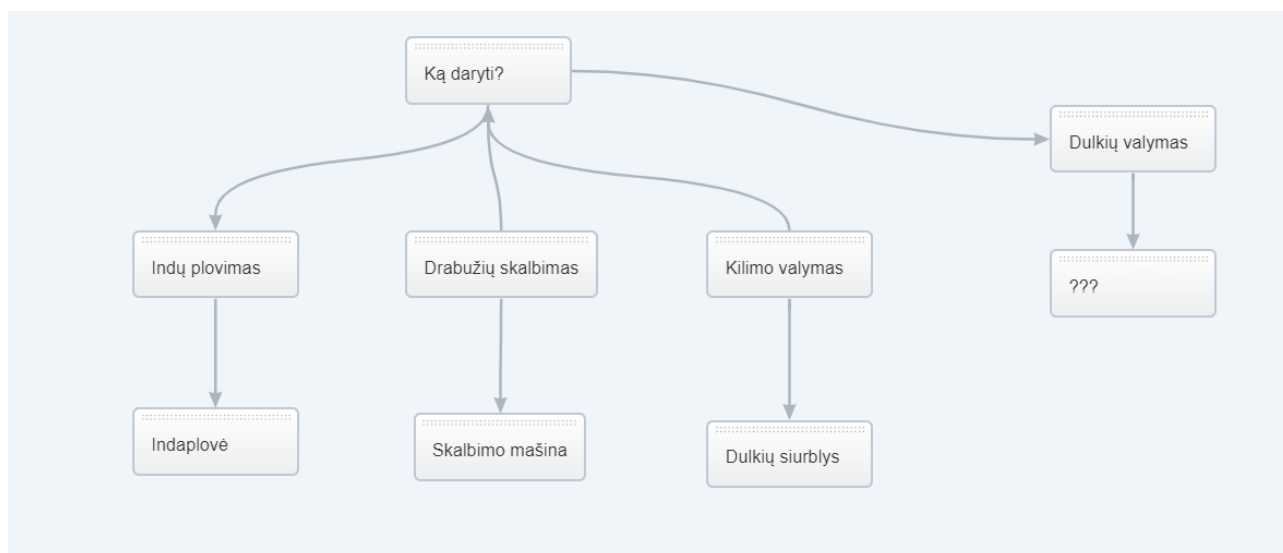 Ką daryti?
Dulkių valymas
Indų plovimas
Drabužių skalbimas
Kilimo valymas
???
Indaplovė
Skalbimo mašina
Dulkių siurblys